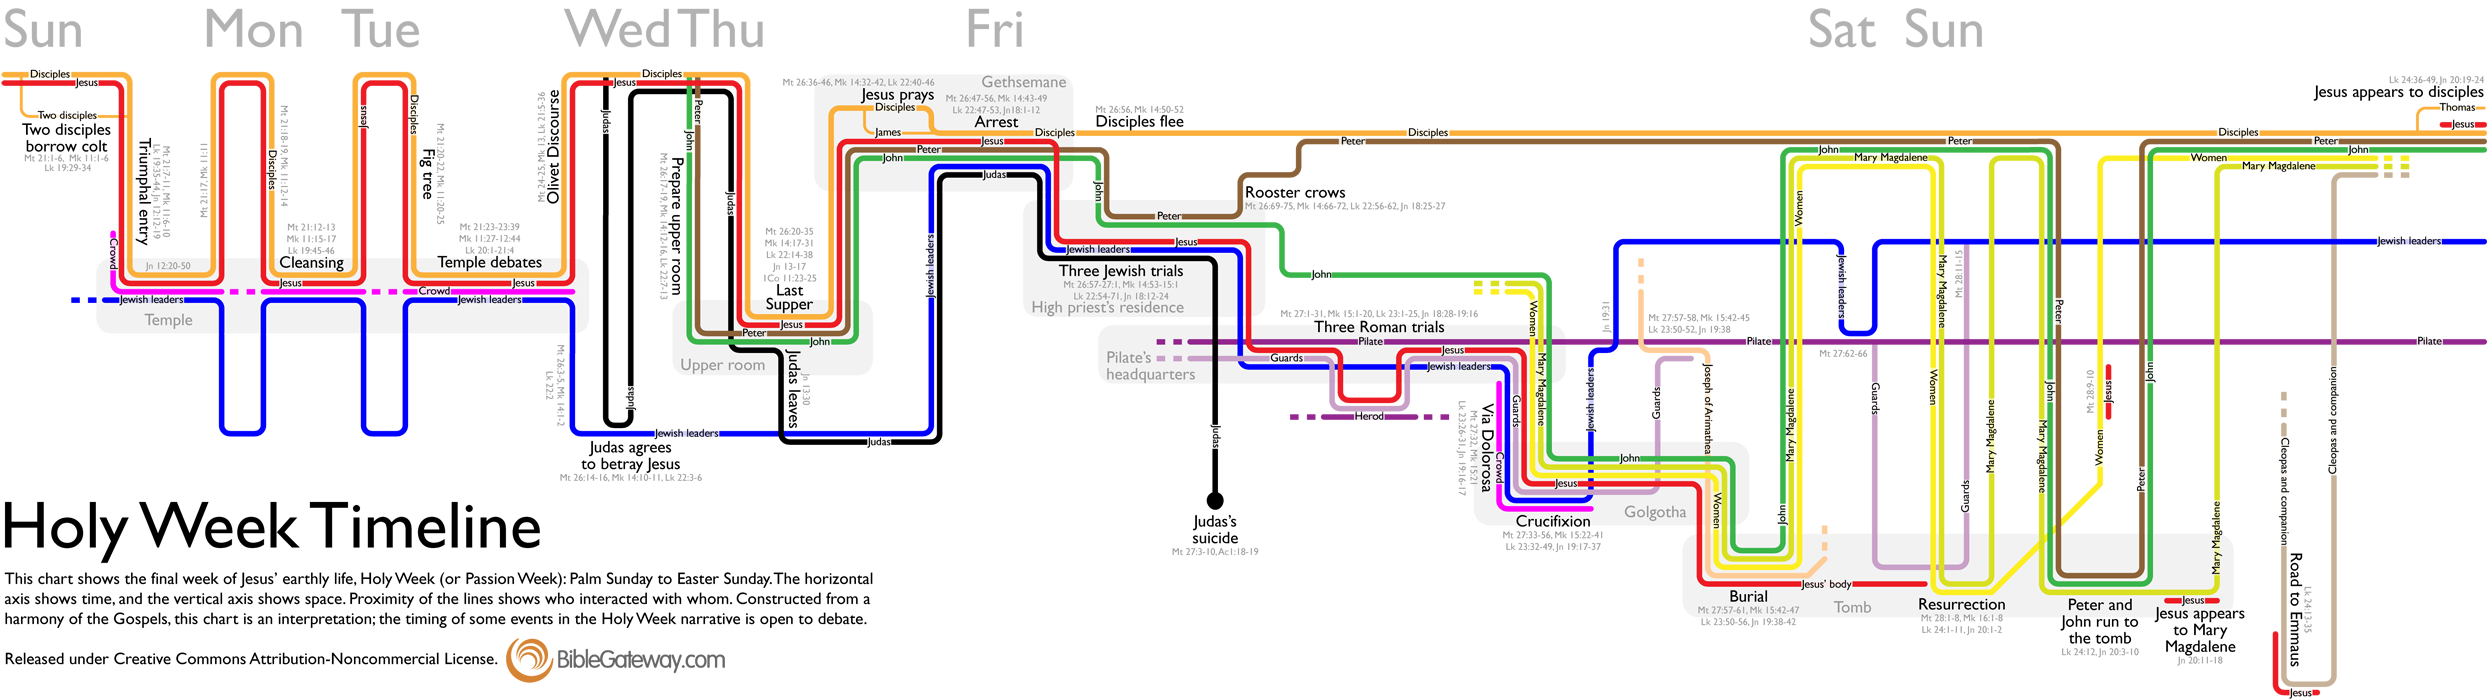 Sun
Mon
Tue
Wed
Thu
Fri
Sat
Sun
Disciples
Jesus
Two disciples
Two disciples
borrow colt
Mt 21:1-6, Mk 11:1-6
Lk 19:29-34
Triumphal entry
Mt 21:7-11, Mk 11:6-10
Lk 19:35-44, Jn 12:12-19
Crowd
Jn 12:20-50
Jewish leaders
Temple
Mt 21:17, Mk 11:11
Disciples
Mt 21:18-19, Mk 11:12-14
Mt 21:12-13
Mk 11:15-17
Lk 19:45-46
Cleansing
Jesus
Jesus
Disciples
Fig tree
Mt 21:20-22, Mk 11:20-25
Mt 21:23-23:39
Mk 11:27-12:44
Lk 20:1-21:4
Temple debates
Jesus
Crowd
Jewish leaders
Olivet Discourse
Mt 24-25, Mk 13, Lk 21:5-36
Mt 26:3-5, Mk 14:1-2
Lk 22:2
Disciples
Jesus
Judas
Judas
Judas agrees
to betray Jesus
Mt 26:14-16, Mk 14:10-11, Lk 22:3-6
Jewish leaders
Peter
John
Judas
Prepare upper room
Mt 26:17-19, Mk 14:12-16, Lk 22:7-13
Mt 26:20-35
Mk 14:17-31
Lk 22:14-38
Jn 13-17
1Co 11:23-25
Last
Supper
Jesus
Peter
John
Upper room
Judas leaves
Jn 13:30
Judas
Jewish leaders
Mt 26:36-46, Mk 14:32-42, Lk 22:40-46
Gethsemane
Jesus prays
Disciples
James
Mt 26:47-56, Mk 14:43-49
Lk 22:47-53, Jn18:1-12
Arrest
Disciples
Jesus
Peter
John
Judas
Mt 26:56, Mk 14:50-52
Disciples flee
John
Peter
Rooster crows
Mt 26:69-75, Mk 14:66-72, Lk 22:56-62, Jn 18:25-27
Jesus
Jewish leaders
Three Jewish trials
Mt 26:57-27:1, Mk 14:53-15:1
Lk 22:54-71, Jn 18:12-24
High priest's residence
Judas
Judas's
suicide
Mt 27:3-10, Ac1:18-19
Peter
Disciples
John
Mt 27:1-31, Mk 15:1-20, Lk 23:1-25, Jn 18:28-19:16
Three Roman trials
Pilate
Pilate's
headquarters
Guards
Jesus
Jewish leaders
Herod
Via Dolorosa
Mt 27:32, Mk 15:21
Lk 23:26-31, Jn 19:16-17
Crowd
Guards
Women
Mary Magdalene
John
Jesus
Crucifixion
Mt 27:33-56, Mk 15:22-41
Lk 23:32-49, Jn 19:17-37
Golgotha
Jewish leaders
Jn 19:31
Mt 27:57-58, Mk 15:42-45
Lk 23:50-52, Jn 19:38
Guards
Joseph of Arimathea
Women
Pilate
John
Mary Magdalene
Women
John
Mary Magdalene
Jesus' body
Burial
Mt 27:57-61, Mk 15:42-47
Lk 23:50-56, Jn 19:38-42
Tomb
Jewish leaders
Mt 27:62-66
Guards
Peter
Mary Magdalene
Women
Mt 28:11-15
Guards
Mary Magdalene
Resurrection
Mt 28:1-8, Mk 16:1-8
Lk 24:1-11, Jn 20:1-2
Mary Magdalene
John
Peter
Peter and
John run to
the tomb
Lk 24:12, Jn 20:3-10
Mt 28:9-10
Jesus
Women
Peter
John
Women
Mary Magdalene
Disciples
Mary Magdalene
Jesus
Jesus appears
to Mary
Magdalene
Jn 20:11-18
Cleopas and companion
Cleopas and companion
Road to Emmaus
Lk 24:13-35
Jesus
Lk 24:36-49, Jn 20:19-24
Jesus appears to disciples
Thomas
Jesus
Peter
John
Jewish leaders
Pilate
Holy Week Timeline
This chart shows the final week of Jesus' earthly life, Holy Week (or Passion Week): Palm Sunday to Easter Sunday. The horizontal
axis shows time, and the vertical axis shows space. Proximity of the lines shows who interacted with whom. Constructed from a
harmony of the Gospels, this chart is an interpretation; the timing of some events in the Holy Week narrative is open to debate.
Released under Creative Commons Attribution-Noncommercial License.
BibleGateway.com